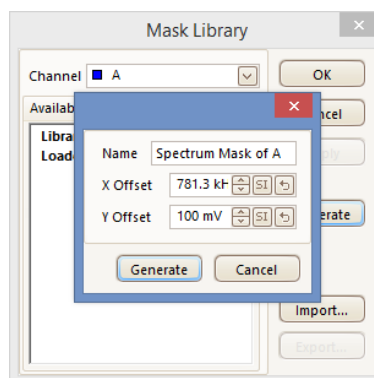 Mask Library
Channel A
OK
Availab
Libra
Load
Name Spectrum Mask of A
X Offset 781.3 kH SI
Y Offset 100 mV SI
Generate Cancel
ncel
ply
erate
Import...
Export...